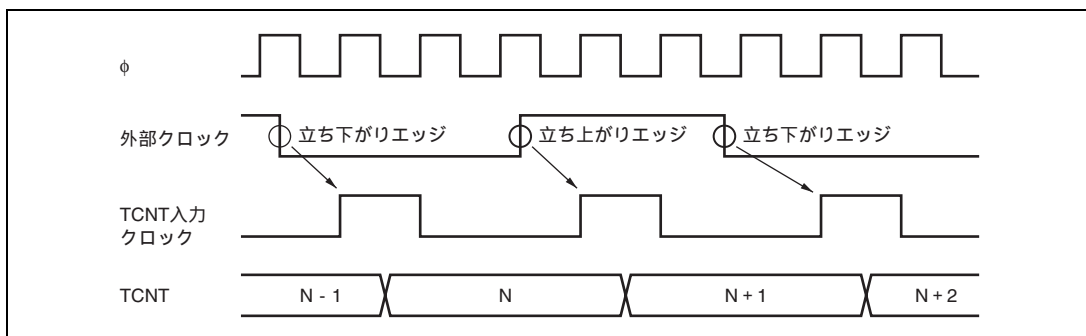 φ
外部クロック 立ち下がりエッジ 立ち上がりエッジ 立ち下がりエッジ
TCNT入力
クロック
TCNT N - 1 N N + 1 N + 2